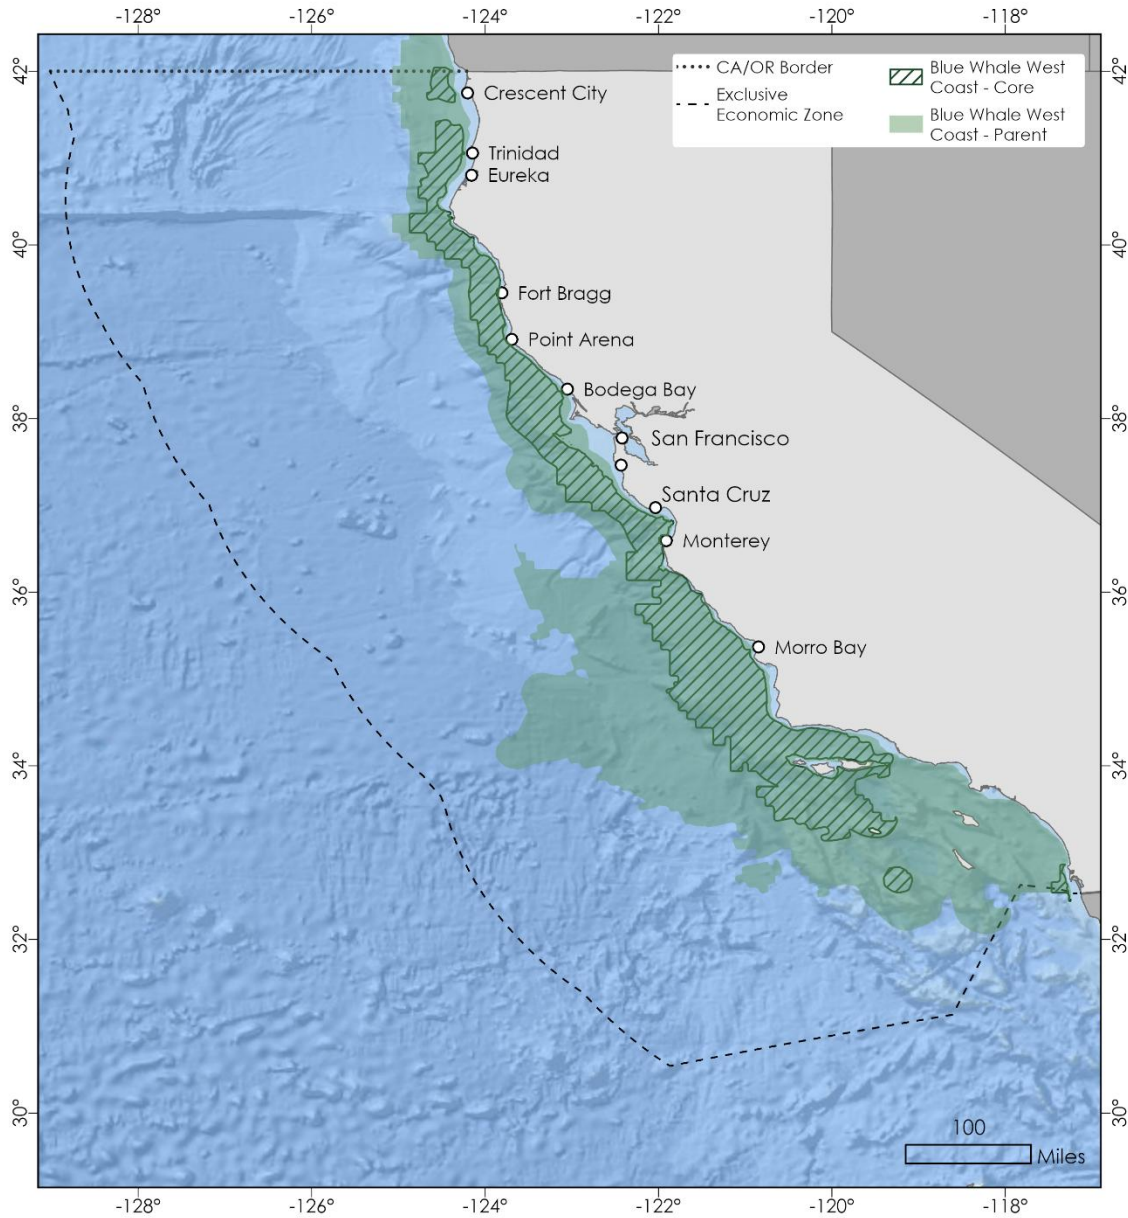 -128° -126° -124° -122° -120° -118°
42° 42°
CA/OR Border
Exclusive
Economic Zone
Blue Whale West
Coast - Core
Blue Whale West
Coast - Parent
Crescent City
Trinidad
Eureka
40° 40°
Fort Bragg
Point Arena
Bodega Bay
38° 38°
San Francisco
Santa Cruz
Monterey
36° 36°
Morro Bay
34° 34°
32° 32°
30° 30°
100
Miles
-128° -126° -124° -122° -120° -118°